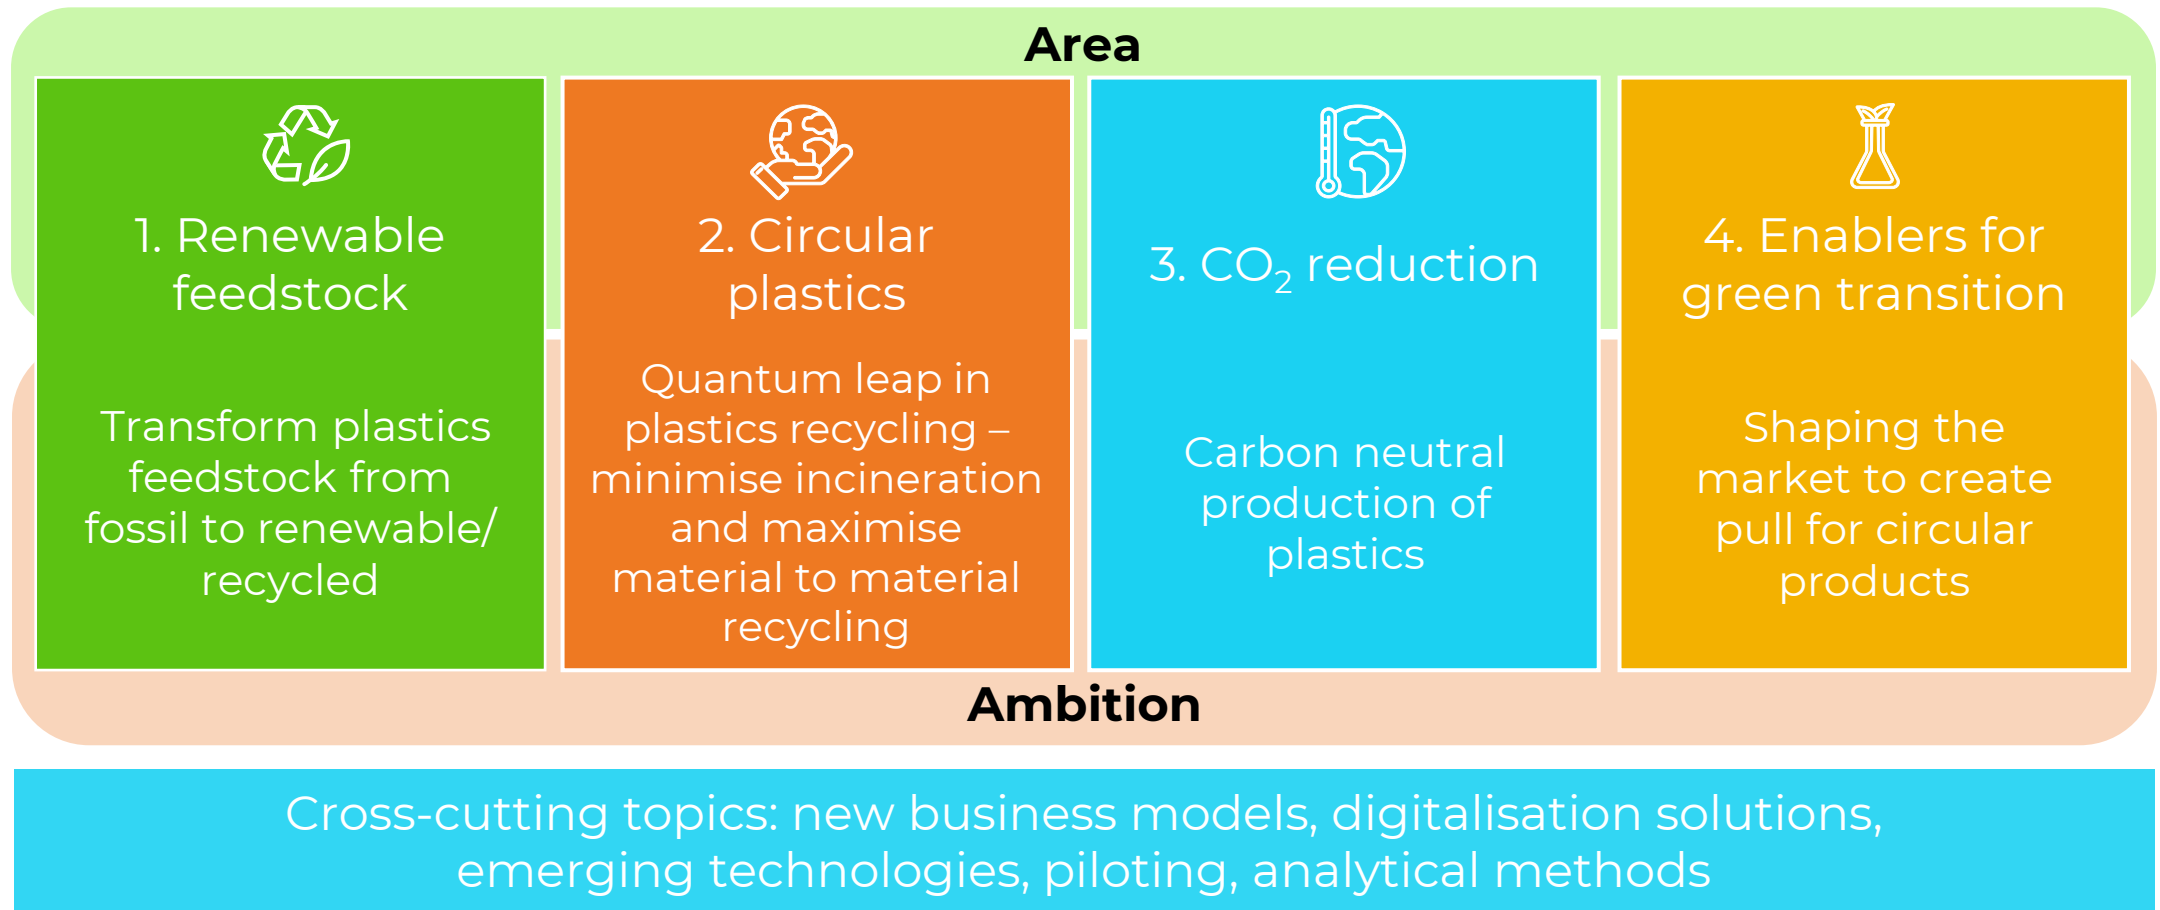 Area
1. Renewable
feedstock
Transform plastics
feedstock from
fossil to renewable/
recycled
2. Circular
plastics
Quantum leap in
plastics recycling –
minimise incineration
and maximise
material to material
recycling
3. CO₂ reduction
Carbon neutral
production of
plastics
4. Enablers for
green transition
Shaping the
market to create
pull for circular
products
Ambition
Cross-cutting topics: new business models, digitalisation solutions,
emerging technologies, piloting, analytical methods